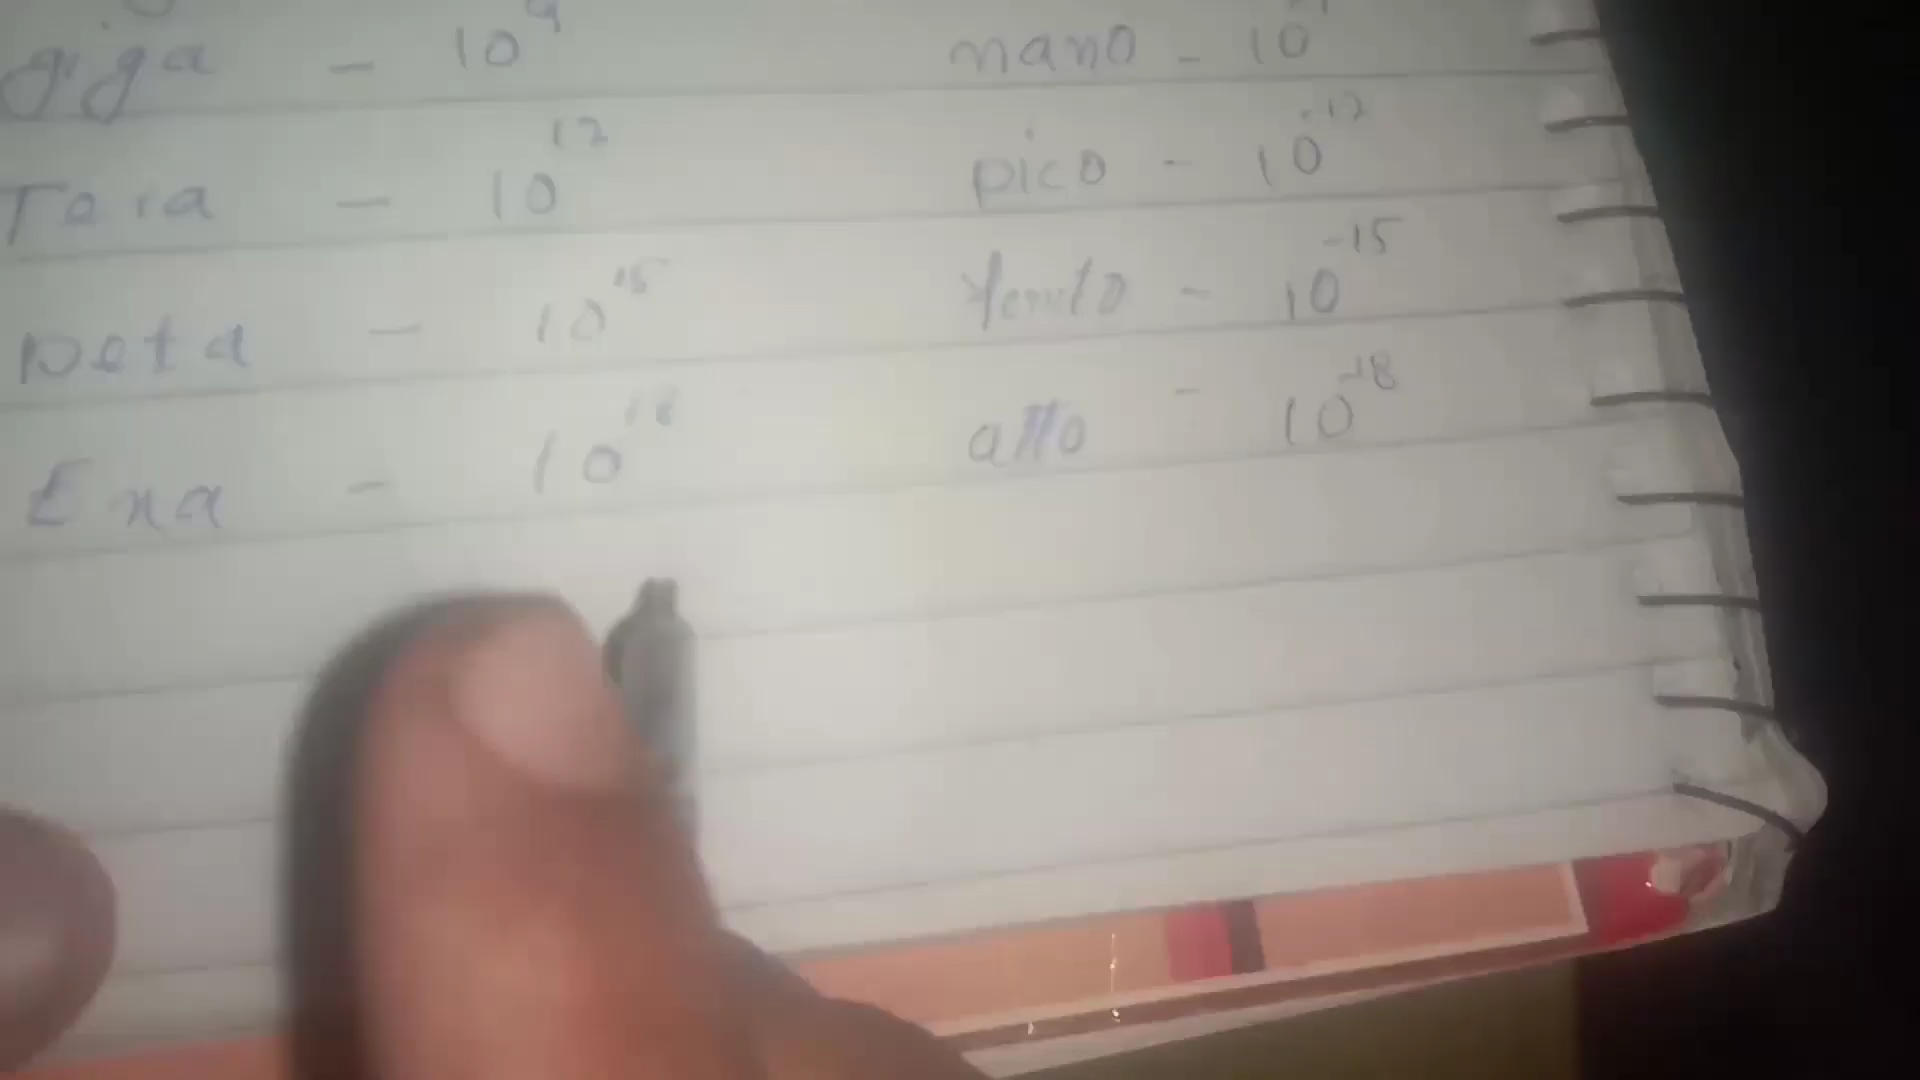 giga - 10⁹ nano - 10
Tera - 10¹² pico - 10⁻¹²
peta - 10¹⁵ femto - 10⁻¹⁵
Exa - 10¹⁸ atto - 10⁻¹⁸